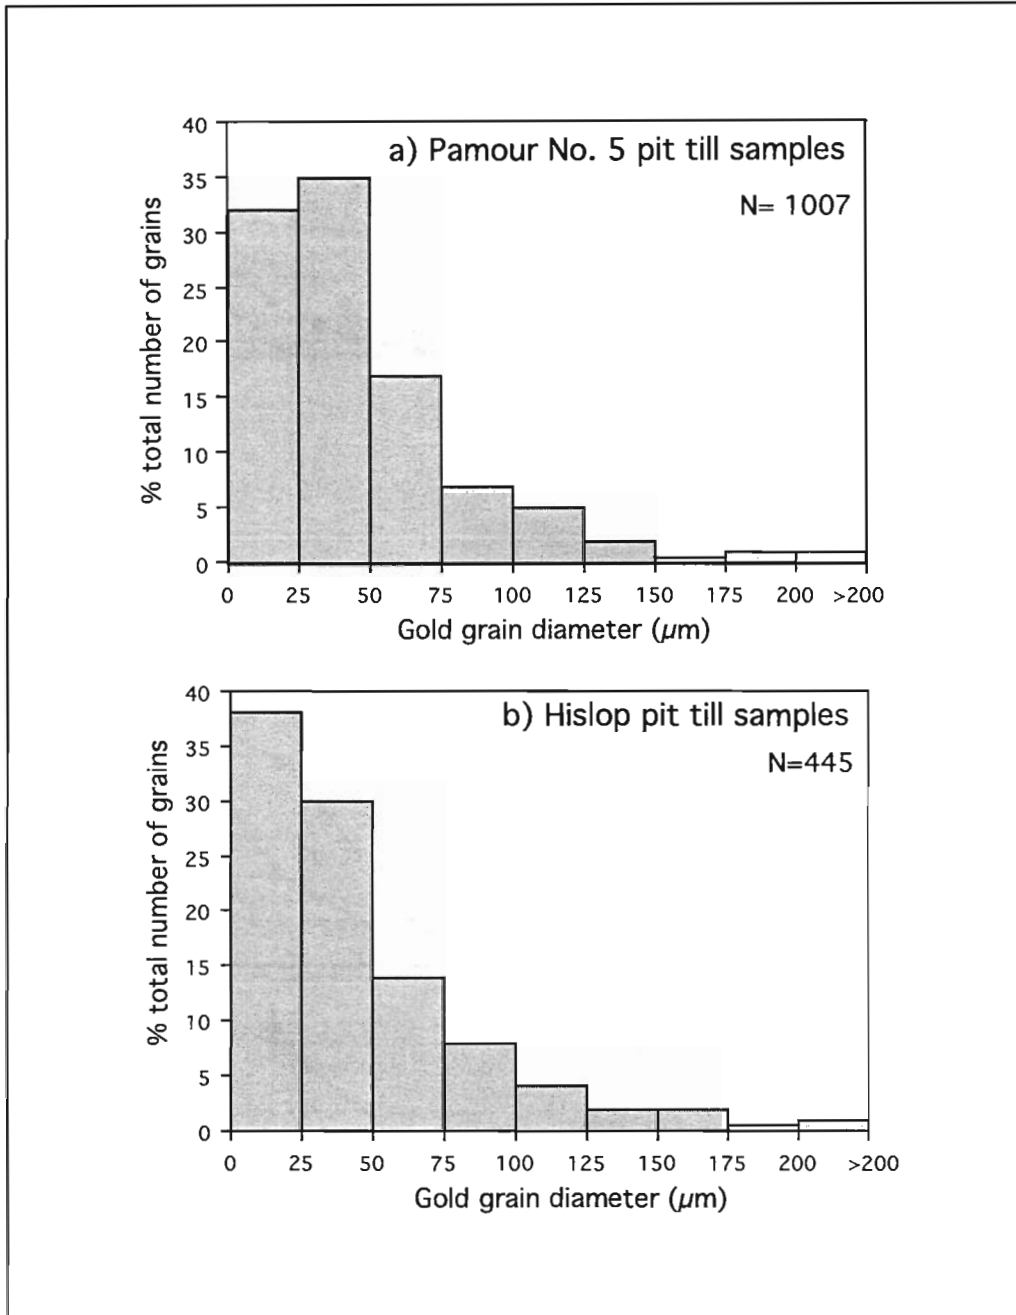 a) Pamour No. 5 pit till samples
N= 1007
% total number of grains
40
35
30
25
20
15
10
5
0
0 25 50 75 100 125 150 175 200 >200
Gold grain diameter (µm)
b) Hislop pit till samples
N=445
% total number of grains
40
35
30
25
20
15
10
5
0
0 25 50 75 100 125 150 175 200 >200
Gold grain diameter (µm)